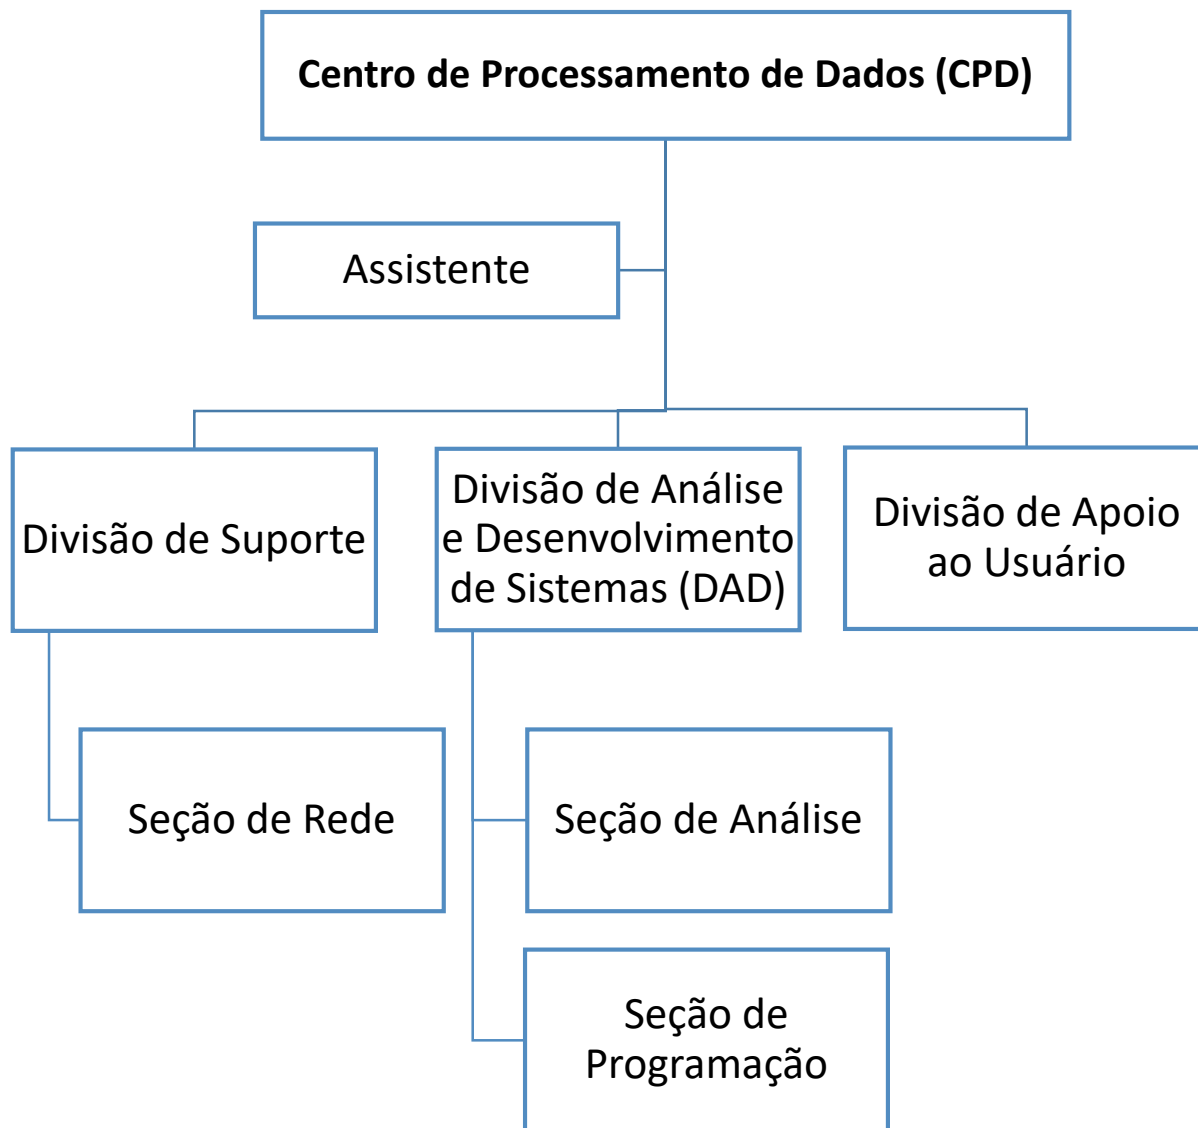 Centro de Processamento de Dados (CPD)
Assistente
Divisão de Suporte
Divisão de Análise
e Desenvolvimento
de Sistemas (DAD)
Divisão de Apoio
ao Usuário
Seção de Rede
Seção de Análise
Seção de
Programação